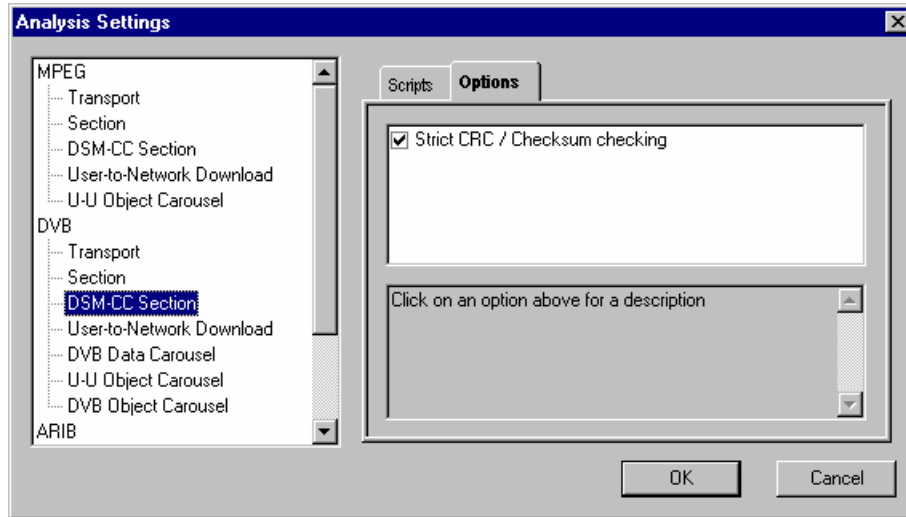 Analysis Settings
MPEG
Transport
Section
DSM-CC Section
User-to-Network Download
U-U Object Carousel
DVB
Transport
Section
DSM-CC Section
User-to-Network Download
DVB Data Carousel
U-U Object Carousel
DVB Object Carousel
ARIB
Scripts
Options
Strict CRC / Checksum checking
Click on an option above for a description
OK
Cancel